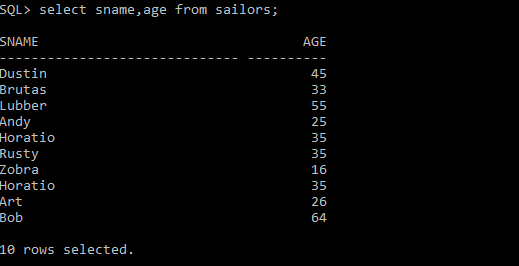 SQL> select sname,age from sailors;
SNAME                                 AGE
------------------------------ ----------
Dustin                                 45
Brutas                                 33
Lubber                                 55
Andy                                   25
Horatio                                35
Rusty                                  35
Zobra                                  16
Horatio                                35
Art                                    26
Bob                                    64
10 rows selected.